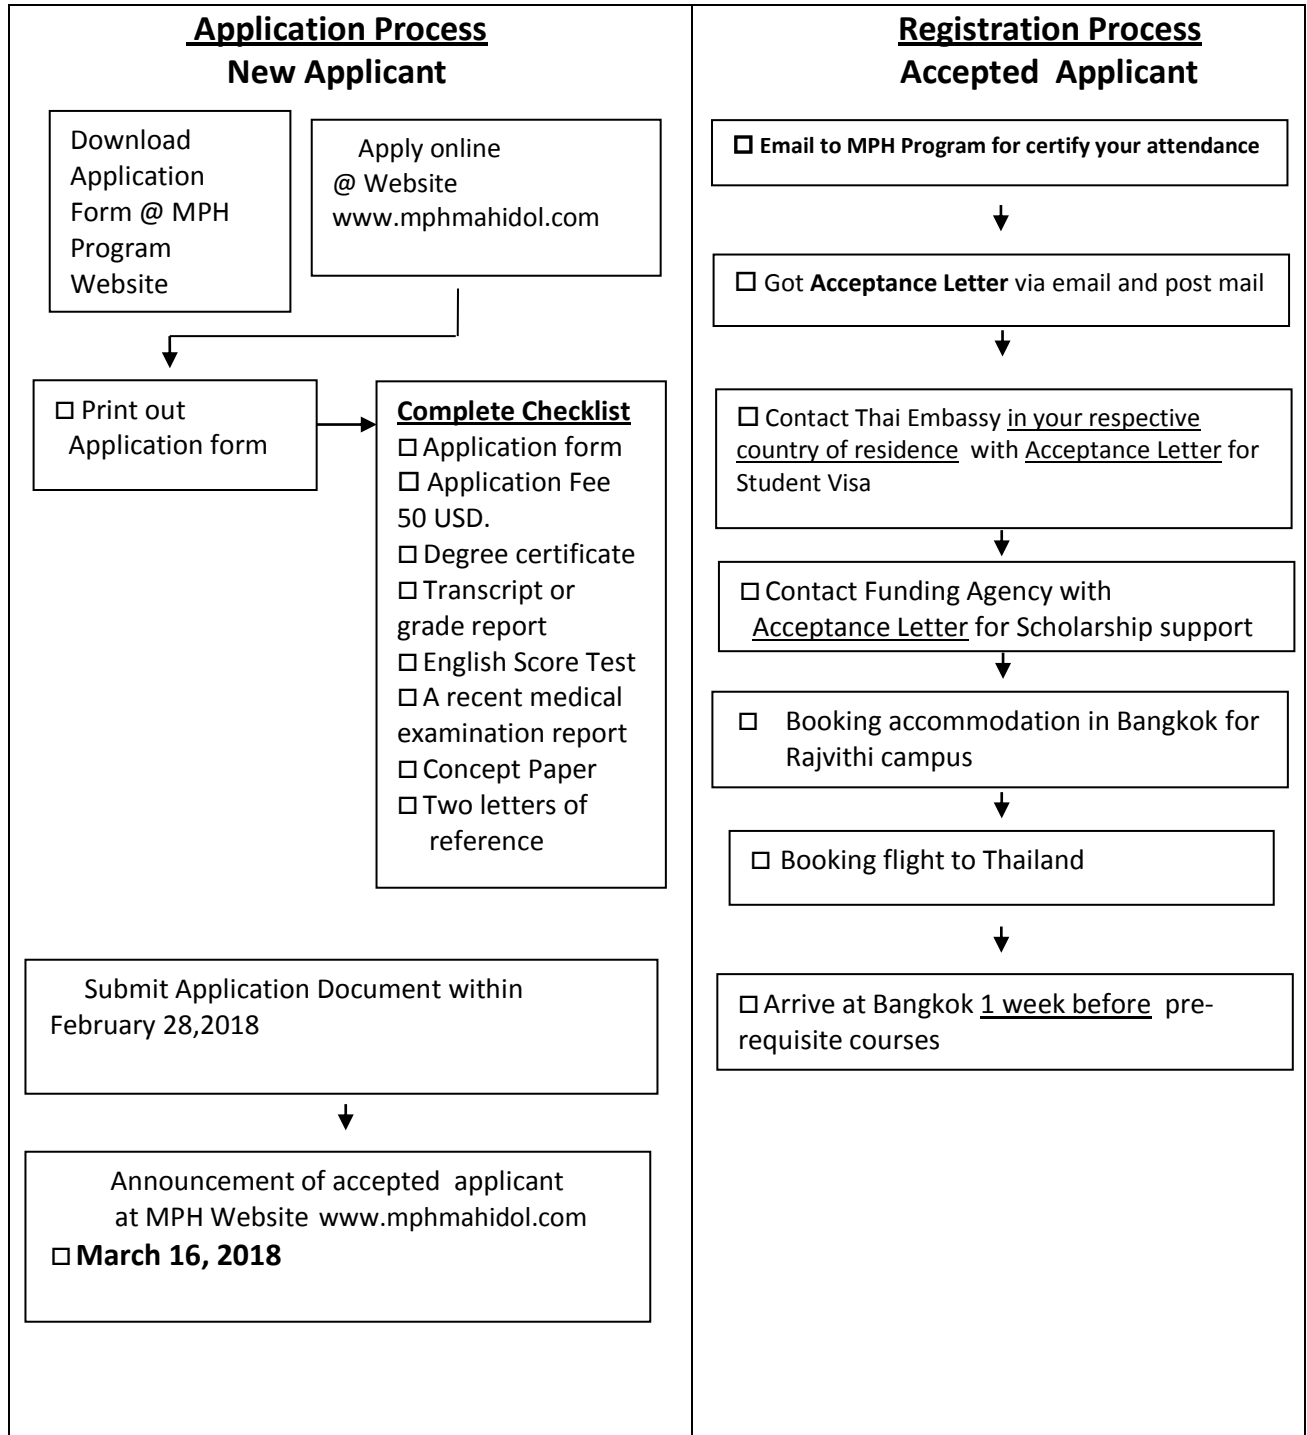 Application Process
New Applicant
Download
Application
Form @ MPH
Program
Website
Apply online
@ Website
www.mphmahidol.com
☐ Print out
Application form
Complete Checklist
☐ Application form
☐ Application Fee
50 USD.
☐ Degree certificate
☐ Transcript or
grade report
☐ English Score Test
☐ A recent medical
examination report
☐ Concept Paper
☐ Two letters of
reference
Submit Application Document within
February 28,2018
Announcement of accepted applicant
at MPH Website www.mphmahidol.com
☐ March 16, 2018
Registration Process
Accepted Applicant
☐ Email to MPH Program for certify your attendance
☐ Got Acceptance Letter via email and post mail
☐ Contact Thai Embassy in your respective
country of residence with Acceptance Letter for
Student Visa
☐ Contact Funding Agency with
Acceptance Letter for Scholarship support
☐ Booking accommodation in Bangkok for
Rajvithi campus
☐ Booking flight to Thailand
☐ Arrive at Bangkok 1 week before pre-
requisite courses